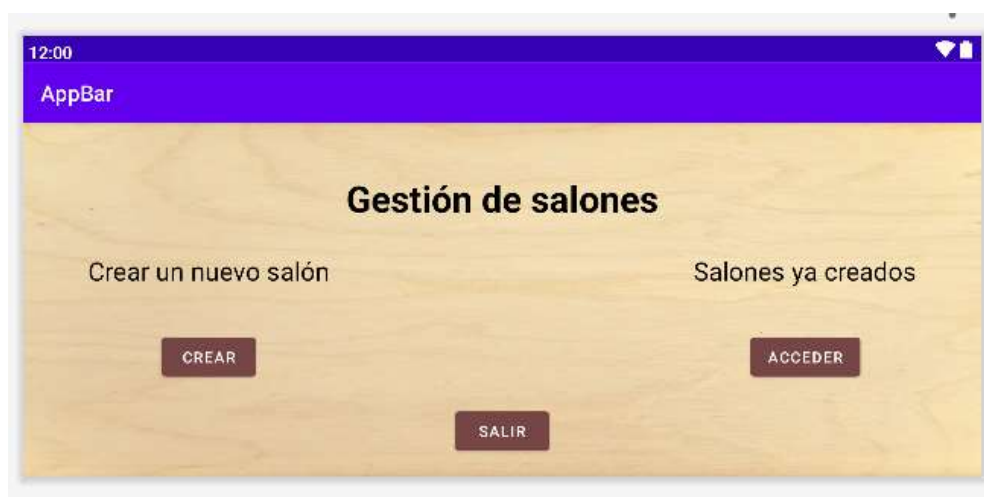 12:00
AppBar
Gestión de salones
Crear un nuevo salón
Salones ya creados
CREAR
ACCEDER
SALIR